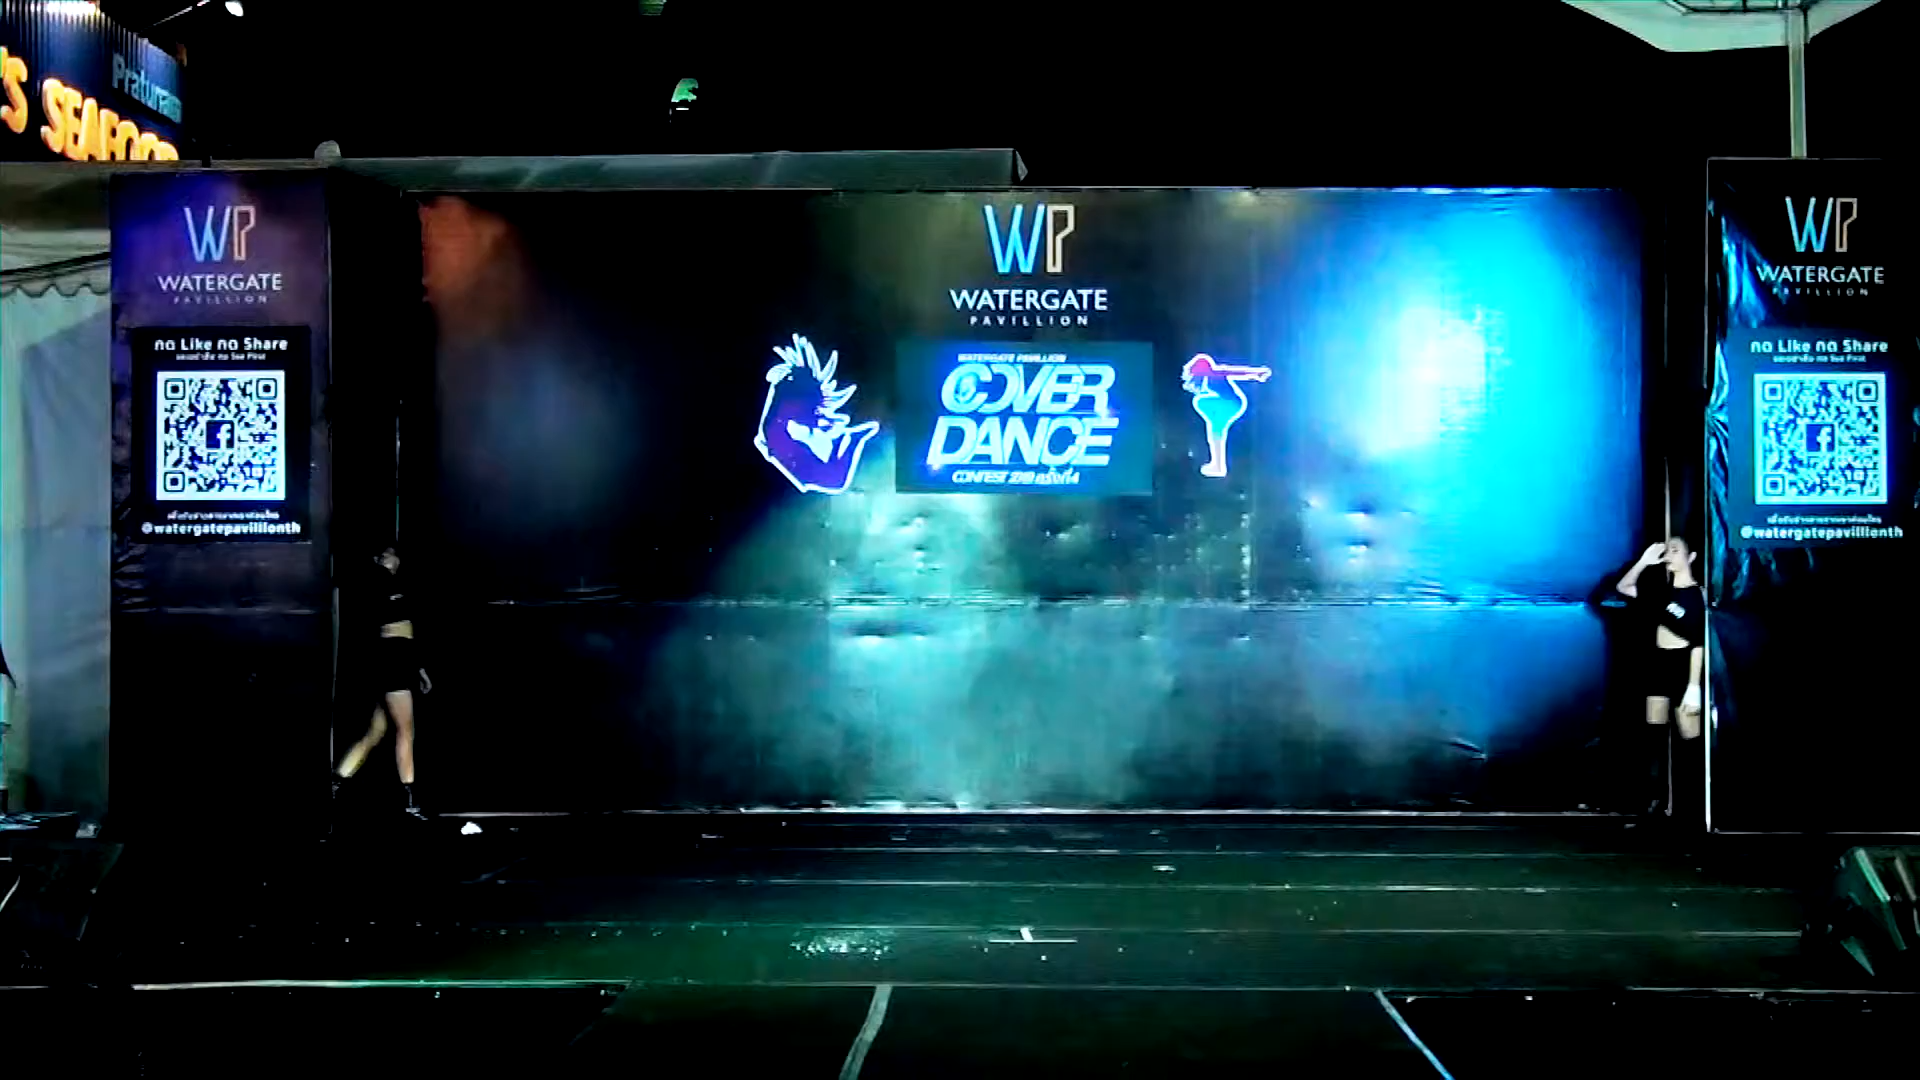 Pratunam
'S SEAFOOD
WP
WATERGATE
PAVILLION
กด Like กด Share
@watergatepavillionth
WP
WATERGATE
PAVILLION
WATERGATE PAVILLION
COVER
DANCE
WP
WATERGATE
PAVILLION
กด Like กด Share
@watergatepavillionth